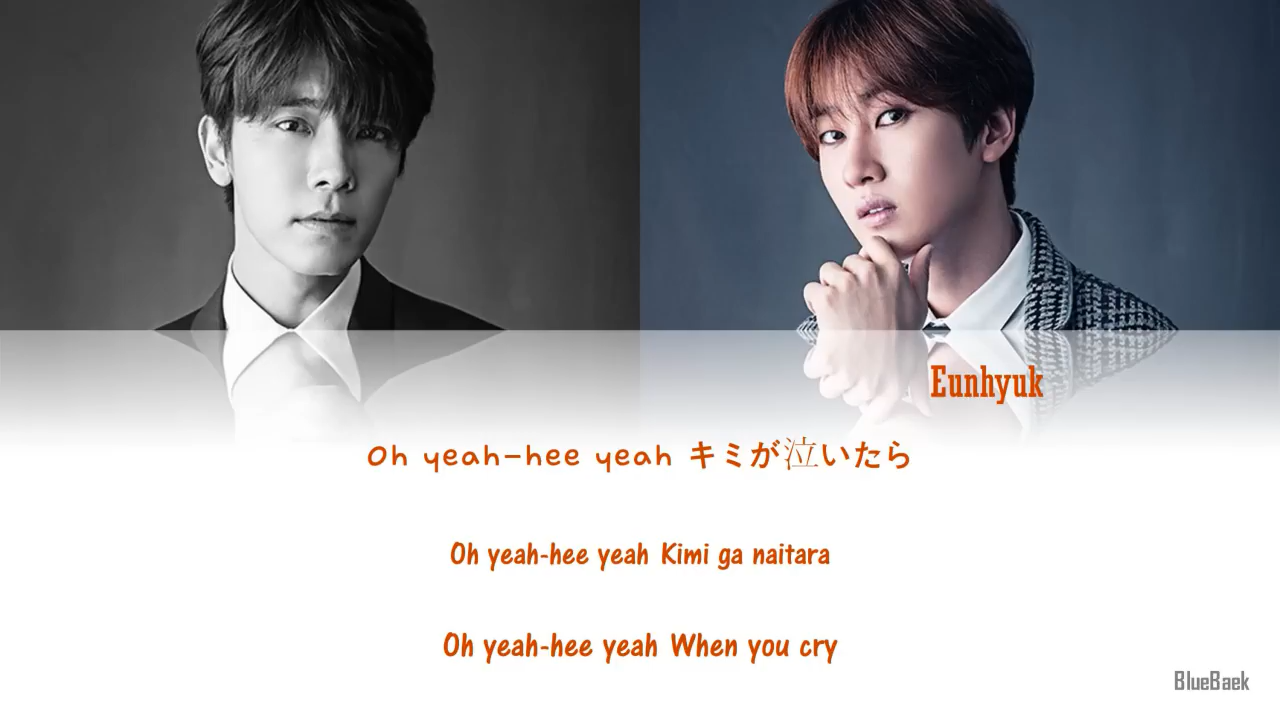 Eunhyuk
Oh yeah-hee yeah キミが泣いたら
Oh yeah-hee yeah Kimi ga naitara
Oh yeah-hee yeah When you cry
BlueBaek